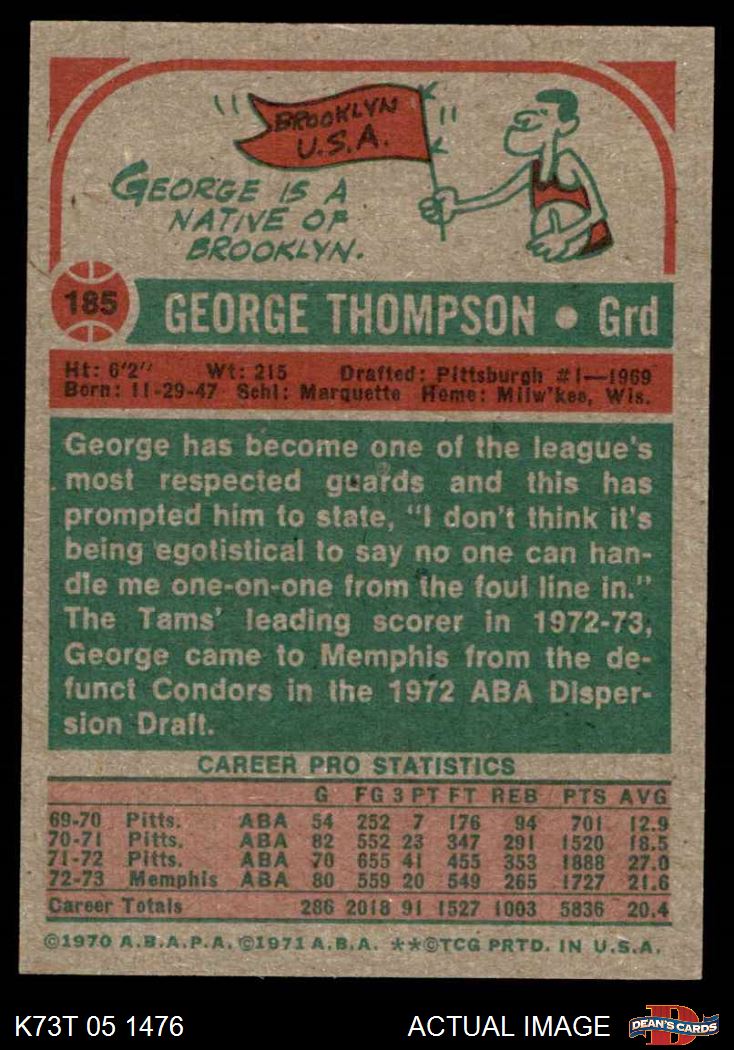 BROOKLYN
U.S.A.
GEORGE IS A
NATIVE OF
BROOKLYN.
185
GEORGE THOMPSON • Grd
Ht: 6'2" Wt: 215 Drafted: Pittsburgh #1—1969
Born: 11-29-47 Schl: Marquette Home: Milw'kee, Wis.
George has become one of the league's
most respected guards and this has
prompted him to state, "I don't think it's
being egotistical to say no one can han-
dle me one-on-one from the foul line in."
The Tams' leading scorer in 1972-73,
George came to Memphis from the de-
funct Condors in the 1972 ABA Disper-
sion Draft.
CAREER PRO STATISTICS
G FG 3 PT FT REB PTS AVG
69-70 Pitts. ABA 54 252 7 176 94 701 12.9
70-71 Pitts. ABA 82 552 23 347 291 1520 18.5
71-72 Pitts. ABA 70 655 41 455 353 1888 27.0
72-73 Memphis ABA 80 559 20 549 265 1727 21.6
Career Totals 286 2018 91 1527 1003 5836 20.4
©1970 A.B.A.P.A. ©1971 A.B.A. **©TCG PRTD. IN U.S.A.
K73T 05 1476 ACTUAL IMAGE
D
DEAN'S CARDS